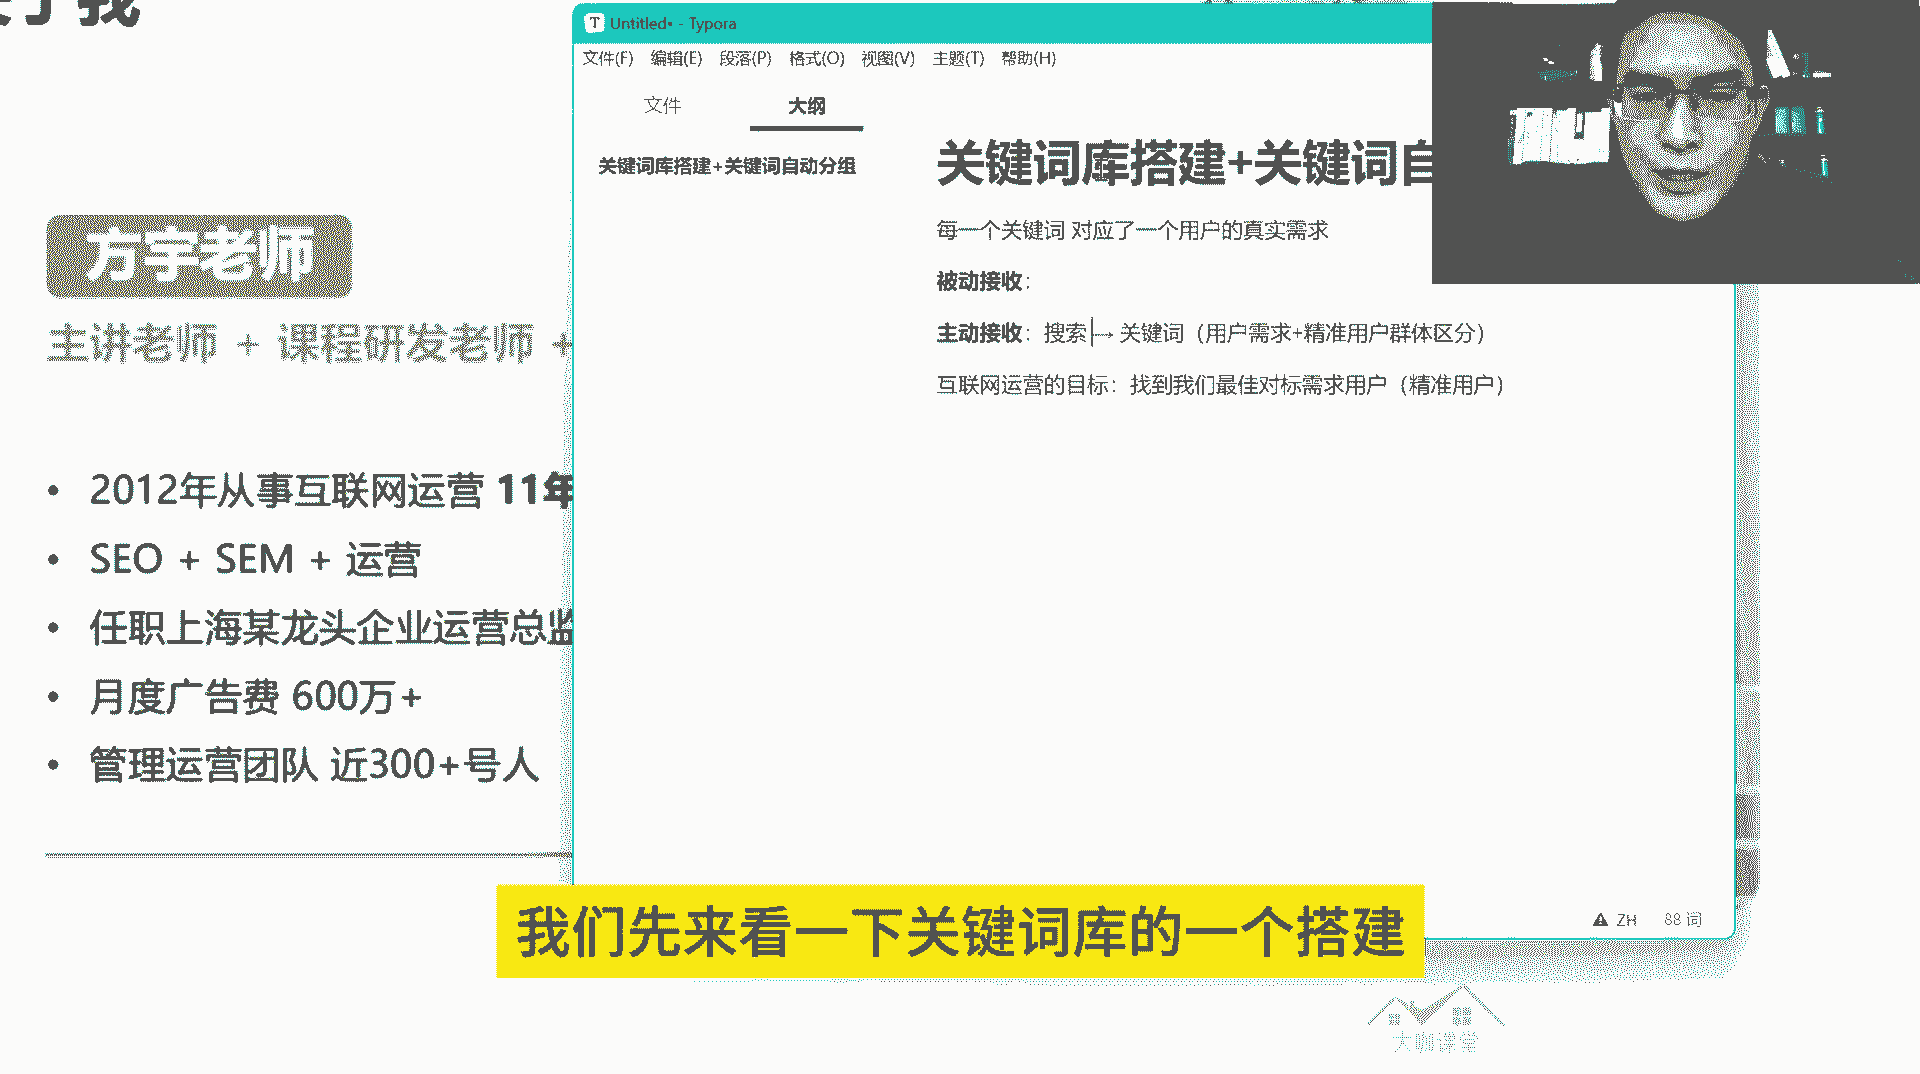 Untitled• - Typora
文件(F) 编辑(E) 段落(P) 格式(O) 视图(V) 主题(T) 帮助(H)
文件 大纲
关键词库搭建+关键词自动分组
关键词库搭建+关键词自
每一个关键词 对应了一个用户的真实需求
被动接收：
主动接收：搜索 → 关键词（用户需求+精准用户群体区分）
互联网运营的目标：找到我们最佳对标需求用户（精准用户）
方宇老师
主讲老师 + 课程研发老师 +
• 2012年从事互联网运营 11年
• SEO + SEM + 运营
• 任职上海某龙头企业运营总监
• 月度广告费 600万+
• 管理运营团队 近300+号人
ZH 88 词
我们先来看一下关键词库的一个搭建
大咖课堂